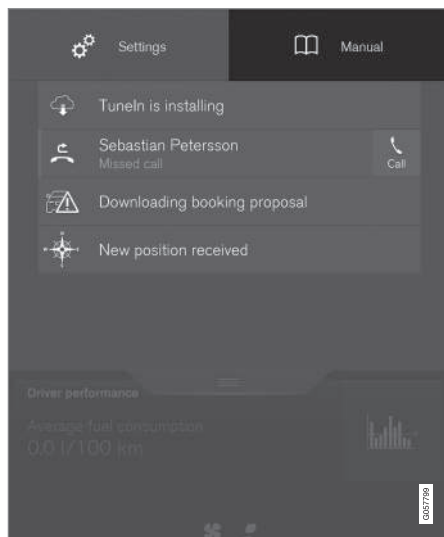 Settings
Manual
TuneIn is installing
Sebastian Petersson
Missed call
Call
Downloading booking proposal
New position received
Driver performance
Average fuel consumption
0.0 l/100 km
G057799